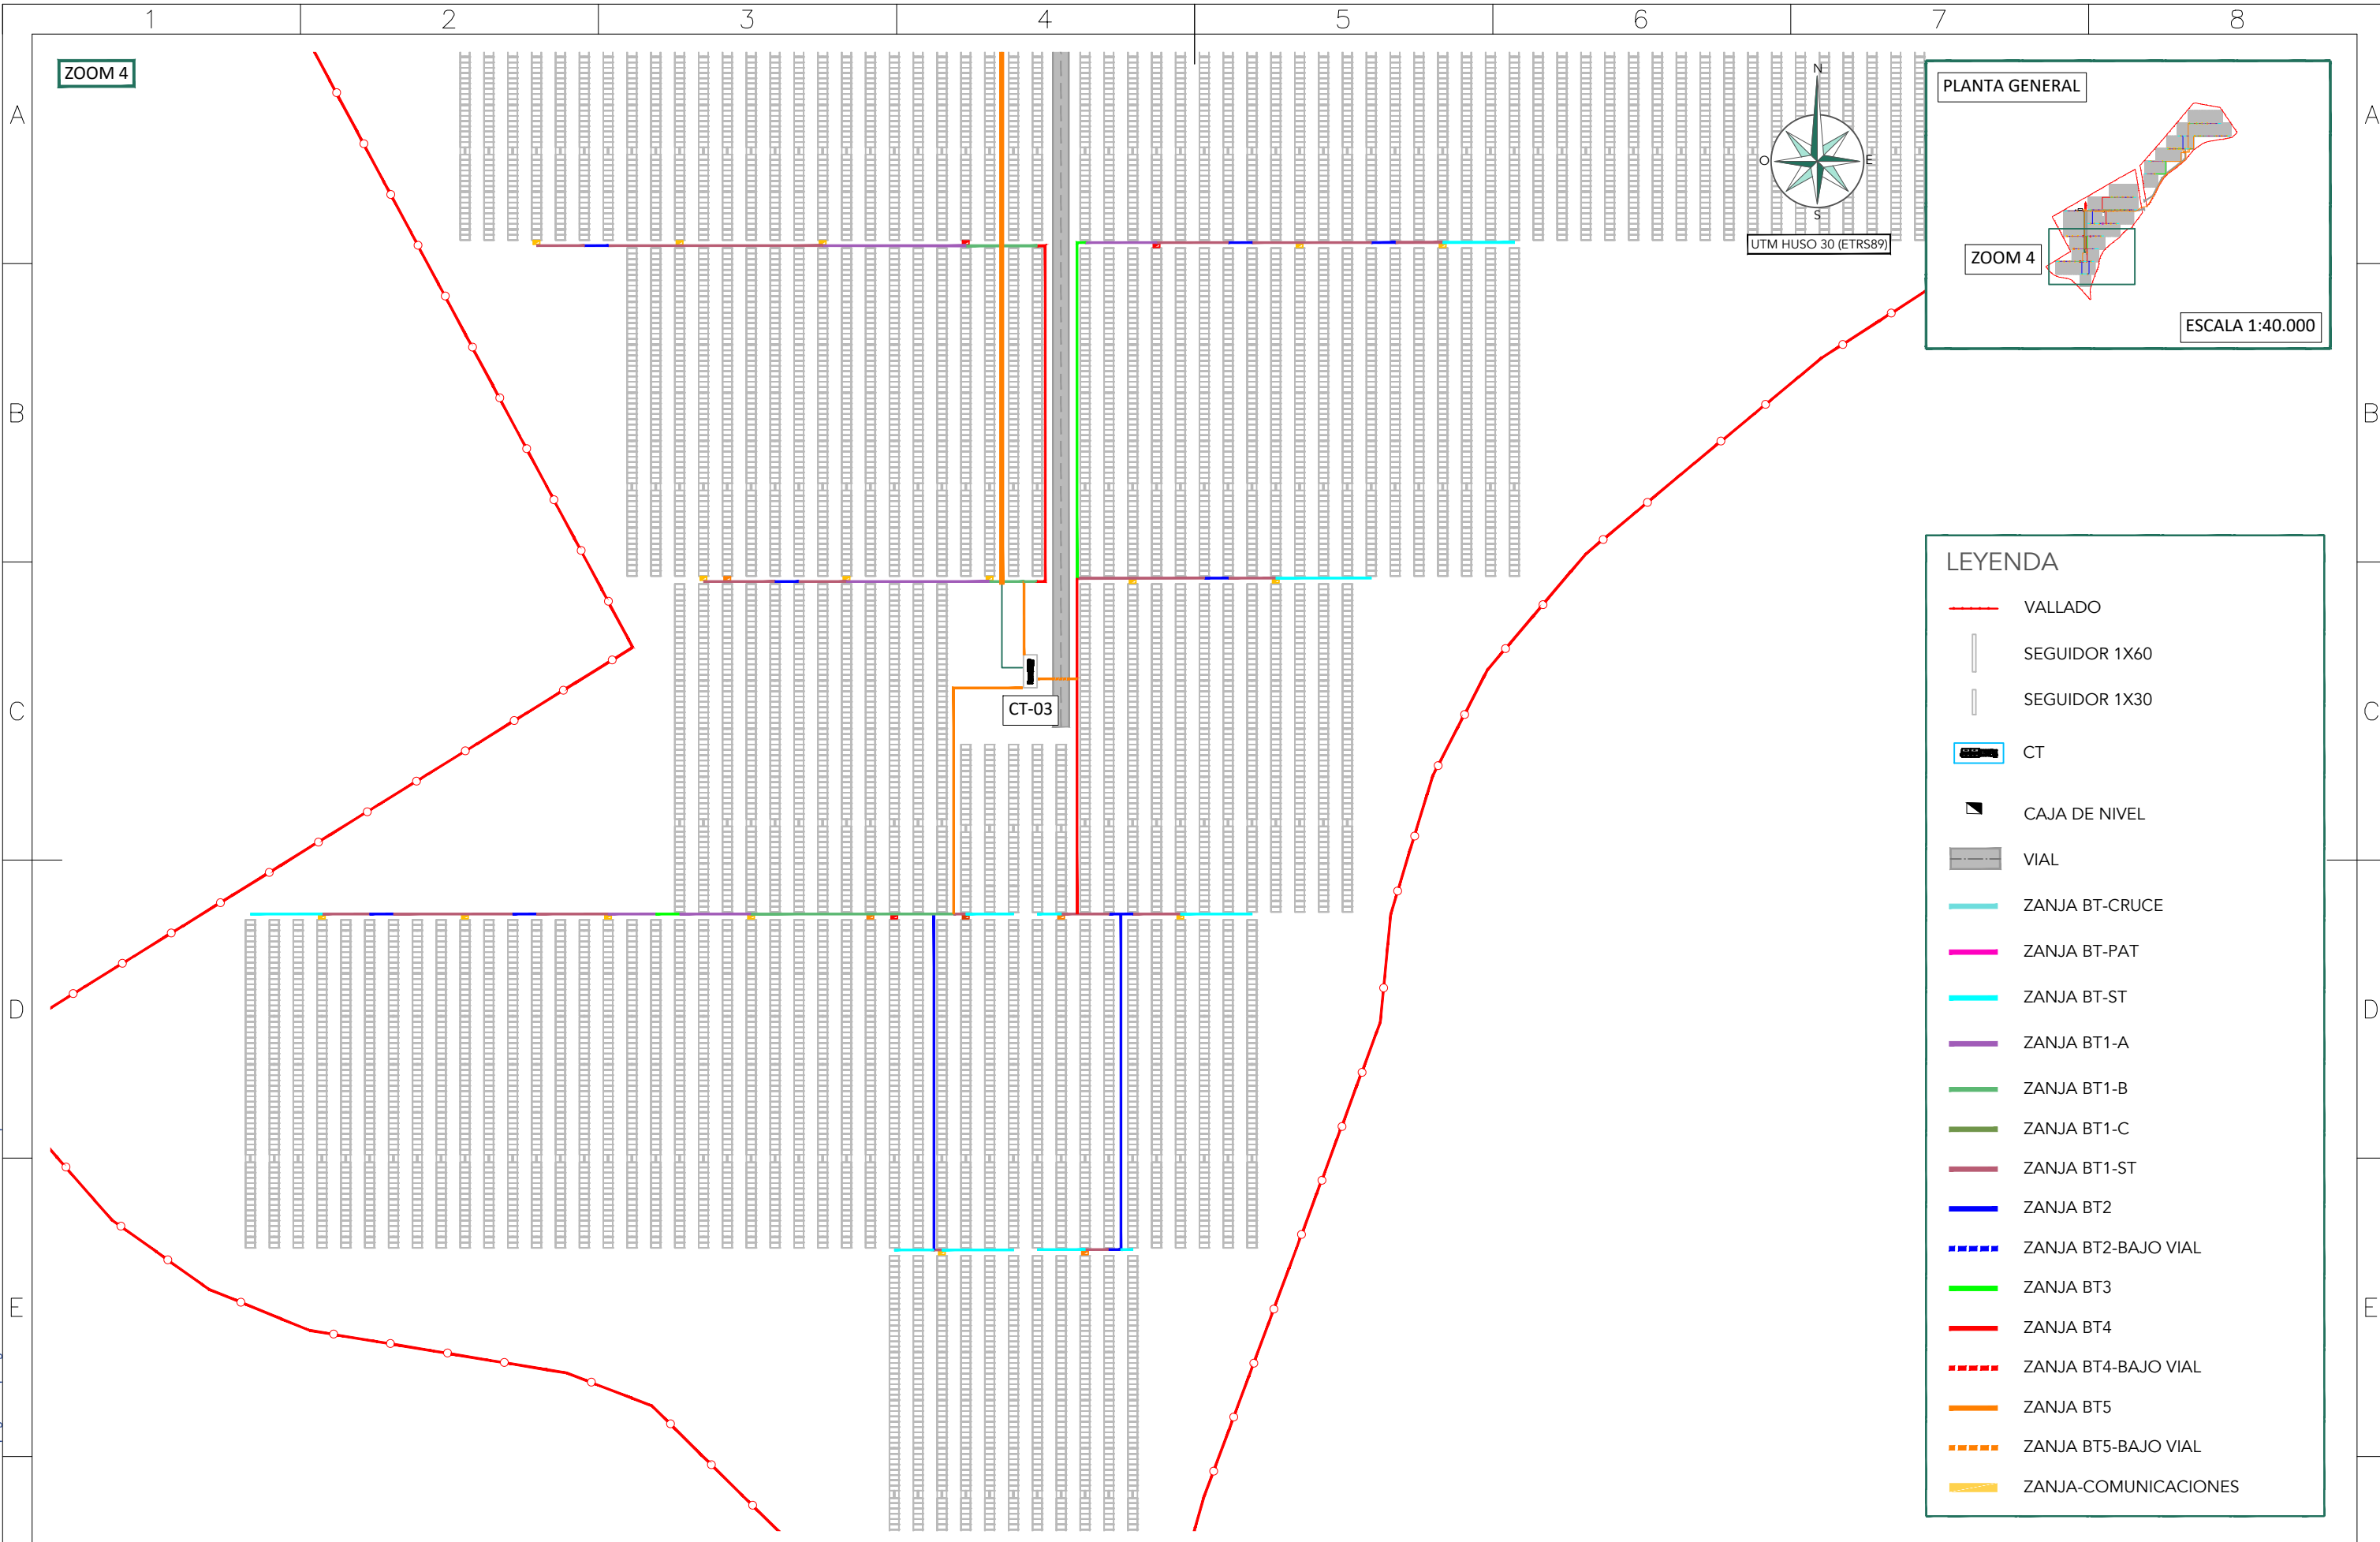 1 2 3 4 5 6 7 8
ZOOM 4
A
A
B
B
C
C
D
D
E
E
N
O
E
S
UTM HUSO 30 (ETRS89)
PLANTA GENERAL
ZOOM 4
ESCALA 1:40.000
CT-03
LEYENDA
VALLADO
SEGUIDOR 1X60
SEGUIDOR 1X30
CT
CAJA DE NIVEL
VIAL
ZANJA BT-CRUCE
ZANJA BT-PAT
ZANJA BT-ST
ZANJA BT1-A
ZANJA BT1-B
ZANJA BT1-C
ZANJA BT1-ST
ZANJA BT2
ZANJA BT2-BAJO VIAL
ZANJA BT3
ZANJA BT4
ZANJA BT4-BAJO VIAL
ZANJA BT5
ZANJA BT5-BAJO VIAL
ZANJA-COMUNICACIONES